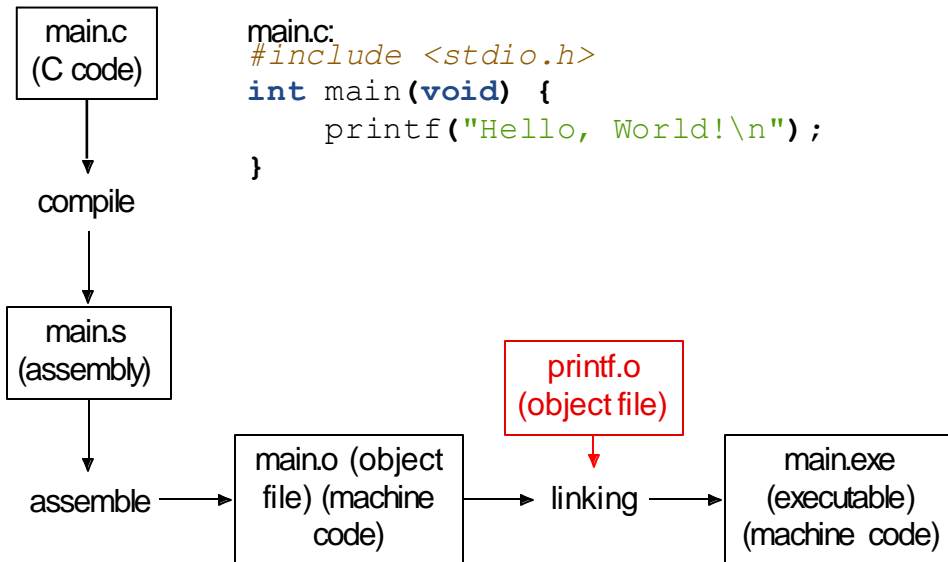 main.c
(C code)
main.c:
#include <stdio.h>
int main(void) {
    printf("Hello, World!\n");
}
compile
main.s
(assembly)
printf.o
(object file)
assemble
main.o (object
file) (machine
code)
linking
main.exe
(executable)
(machine code)